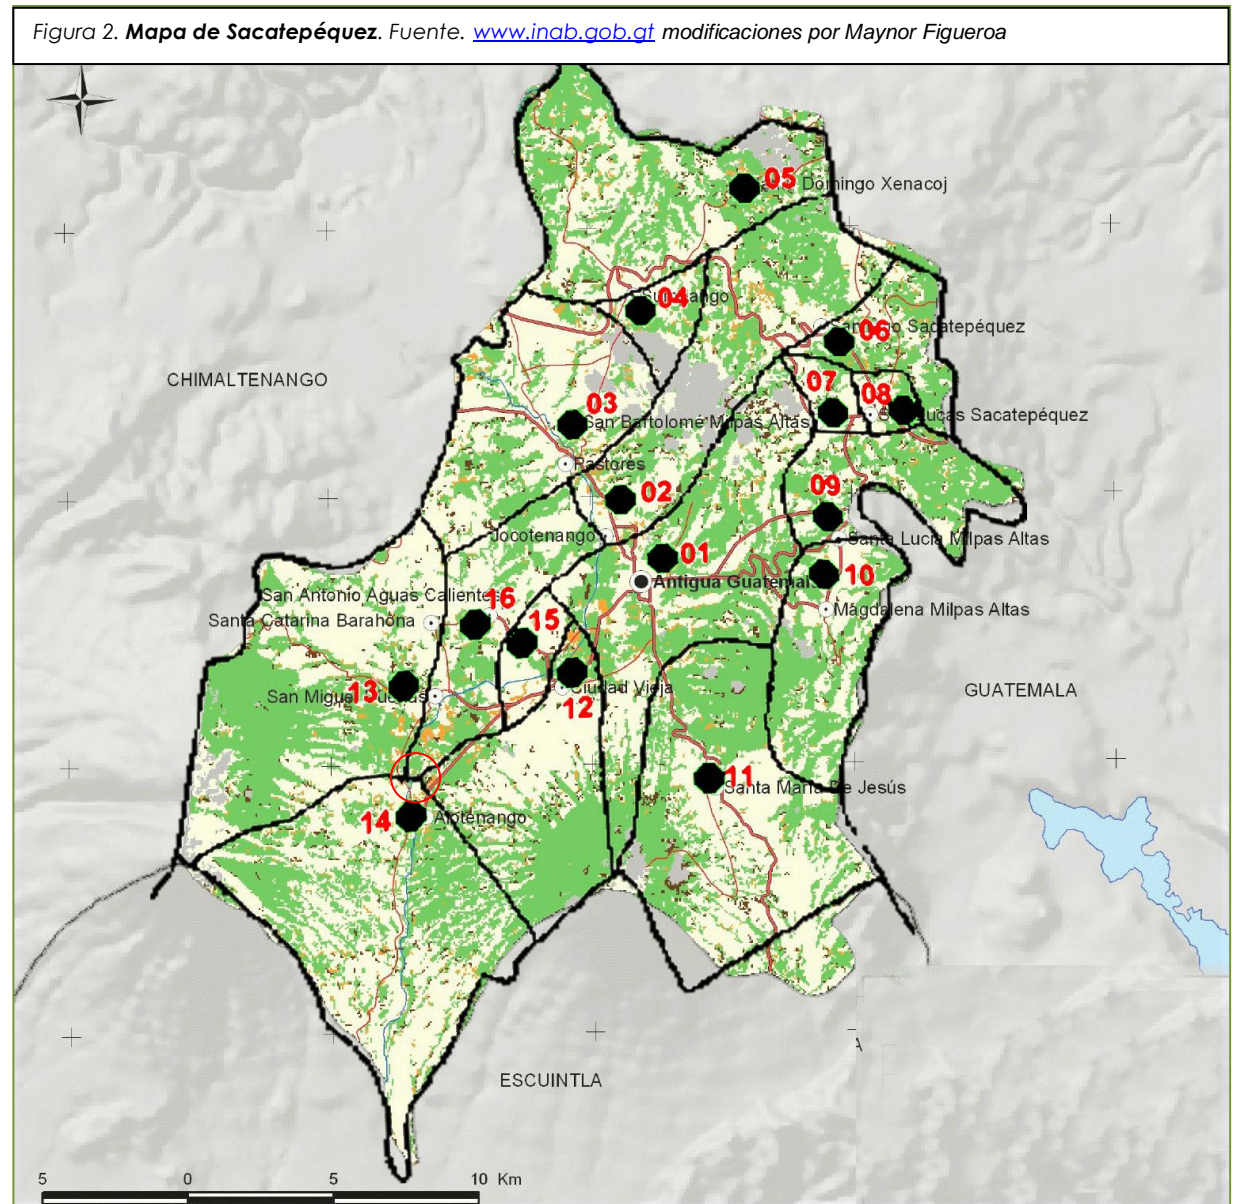 Figura 2. Mapa de Sacatepéquez. Fuente. www.inab.gob.gt modificaciones por Maynor Figueroa
05
Domingo Xenacoj
04
06
Sacatepéquez
CHIMALTENANGO
07
08
03
Lucas Sacatepéquez
San Bartolomé Milpas Altas
Pastores
02
09
Jocotenango
Santa Lucia Milpas Altas
01
10
Antigua Guatemal
San Antonio Aguas Calientes
16
Magdalena Milpas Altas
Santa Catarina Barahona
15
13
San Miguel
Ciudad Vieja
GUATEMALA
12
11
Santa María De Jesús
14
Alotenango
ESCUINTLA
5 0 5 10 Km